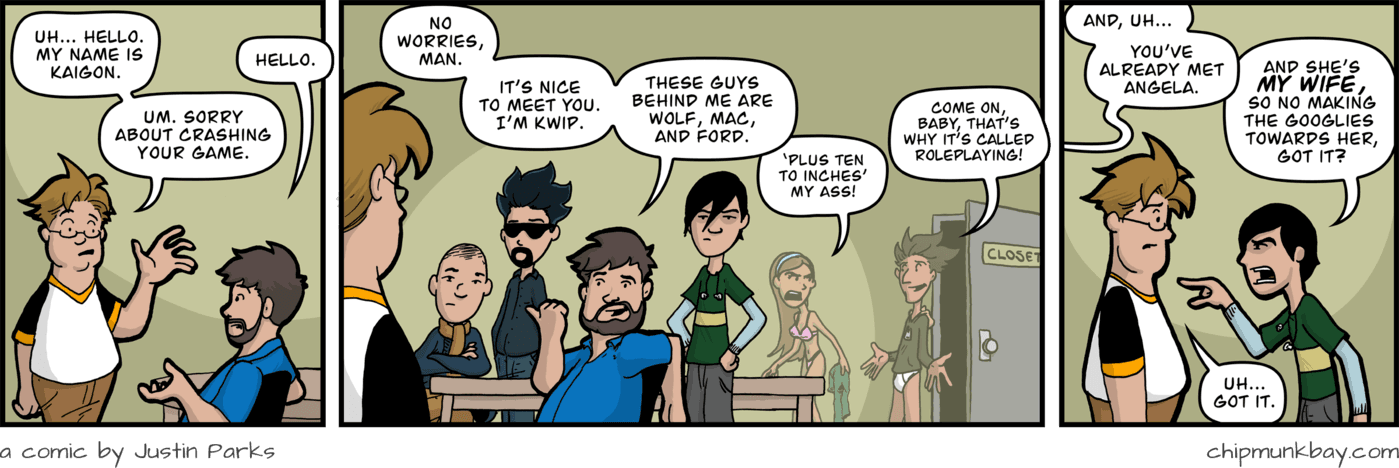 UH... HELLO.
MY NAME IS
KAIGON.
UM. SORRY
ABOUT CRASHING
YOUR GAME.
HELLO.
NO
WORRIES,
MAN.
IT'S NICE
TO MEET YOU.
I'M KWIP.
THESE GUYS
BEHIND ME ARE
WOLF, MAC,
AND FORD.
'PLUS TEN
TO INCHES'
MY ASS!
COME ON,
BABY, THAT'S
WHY IT'S CALLED
ROLEPLAYING!
CLOSET
AND, UH...
YOU'VE
ALREADY MET
ANGELA.
AND SHE'S
MY WIFE,
SO NO MAKING
THE GOOGLIES
TOWARDS HER,
GOT IT?
UH...
GOT IT.
a comic by Justin Parks
chipmunkbay.com